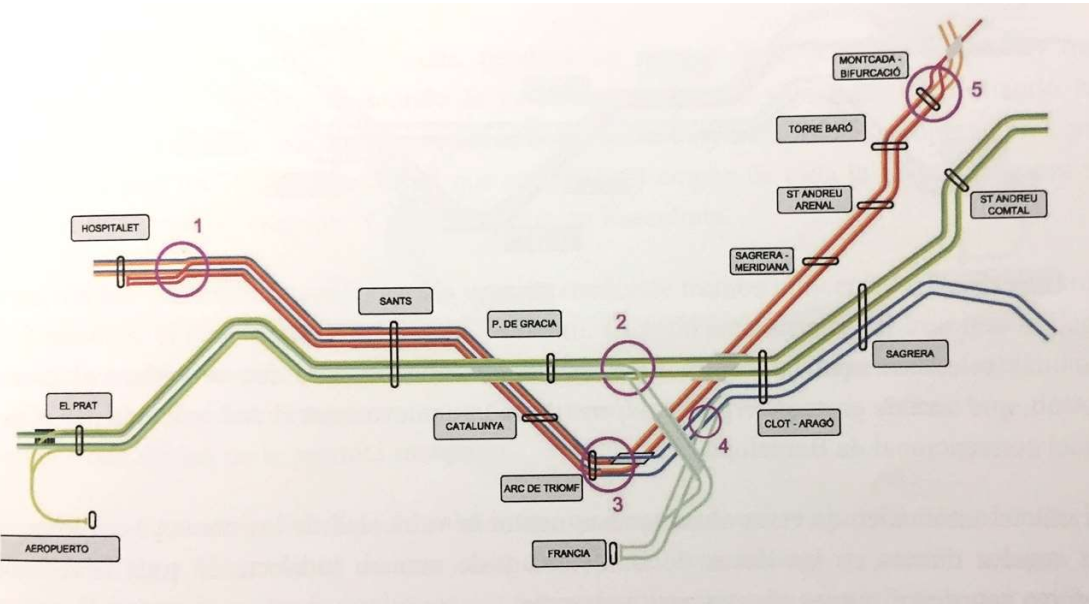 MONTCADA -
BIFURCACIÓ
5
TORRE BARÓ
ST ANDREU
ARENAL
ST ANDREU
COMTAL
HOSPITALET
1
SAGRERA -
MERIDIANA
SANTS
P. DE GRACIA
2
SAGRERA
EL PRAT
CATALUNYA
4
CLOT - ARAGÓ
ARC DE TRIOMF
3
AEROPUERTO
FRANCIA